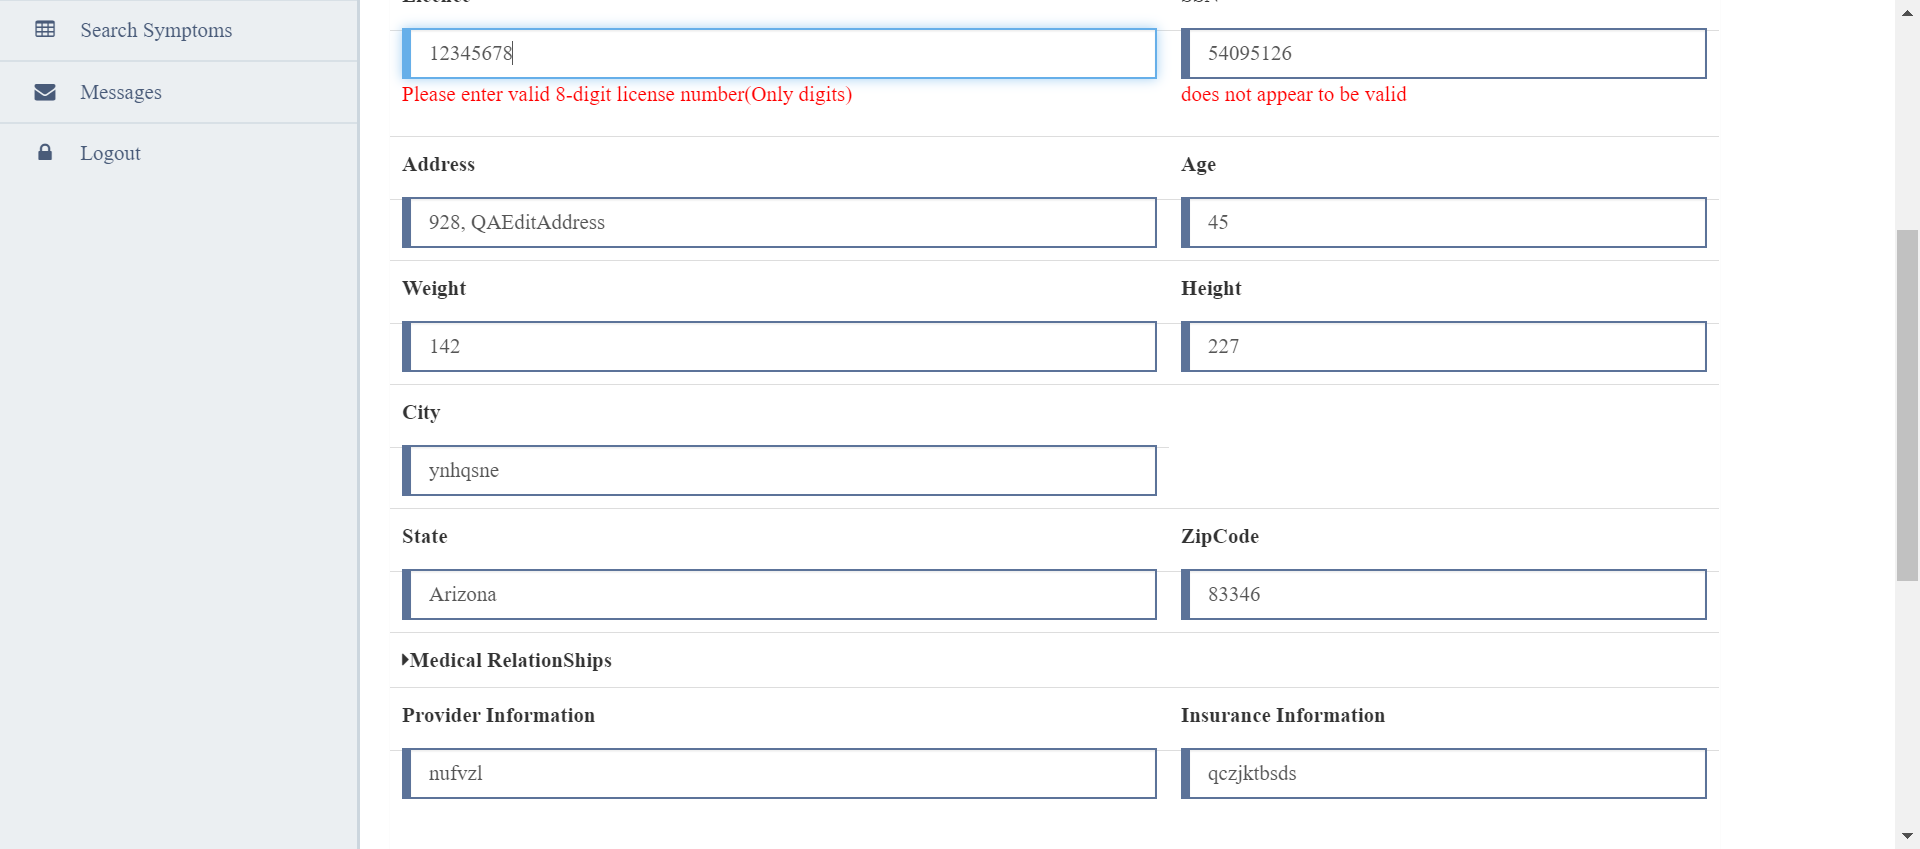 Search Symptoms
Messages
Logout
12345678
54095126
Please enter valid 8-digit license number(Only digits)
does not appear to be valid
Address
Age
928, QAEditAddress
45
Weight
Height
142
227
City
ynhqsne
State
ZipCode
Arizona
83346
Medical RelationShips
Provider Information
Insurance Information
nufvzl
qczjktbsds